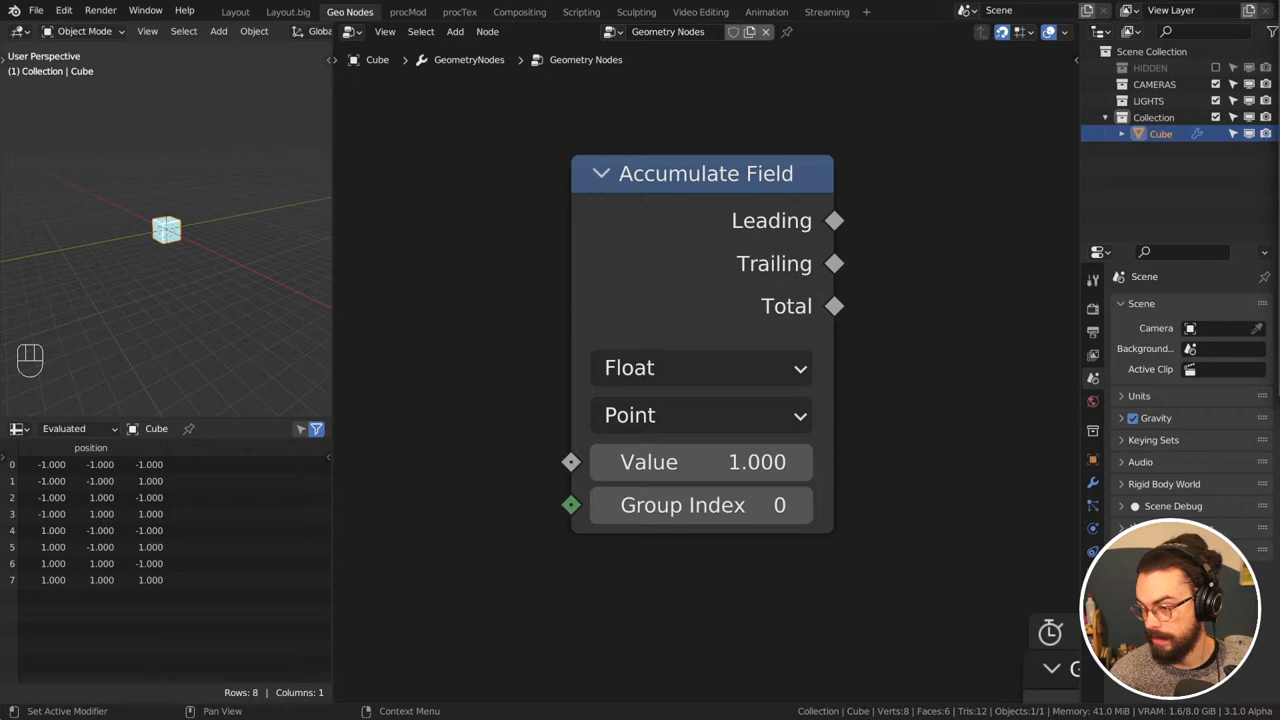 File Edit Render Window Help
Layout Layout.big Geo Nodes procMod procTex Compositing Scripting Sculpting Video Editing Animation Streaming +
Scene
View Layer
Object Mode View Select Add Object Globa
View Select Add Node
Geometry Nodes
User Perspective
(1) Collection | Cube
Cube > GeometryNodes > Geometry Nodes
Accumulate Field
Leading
Trailing
Total
Float
Point
Value 1.000
Group Index 0
Evaluated Cube
position
0 -1.000 -1.000 -1.000
1 -1.000 -1.000 1.000
2 -1.000 1.000 -1.000
3 -1.000 1.000 1.000
4 1.000 -1.000 -1.000
5 1.000 -1.000 1.000
6 1.000 1.000 -1.000
7 1.000 1.000 1.000
Rows: 8 | Columns: 1
Scene Collection
HIDDEN
CAMERAS
LIGHTS
Collection
Cube
Scene
Scene
Camera
Background...
Active Clip
Units
Gravity
Keying Sets
Audio
Rigid Body World
Scene Debug
Set Active Modifier
Pan View
Context Menu
Collection | Cube | Verts:8 | Faces:6 | Tris:12 | Objects:1/1 | Memory: 41.0 MiB | VRAM: 1.6/8.0 GiB | 3.1.0 Alpha